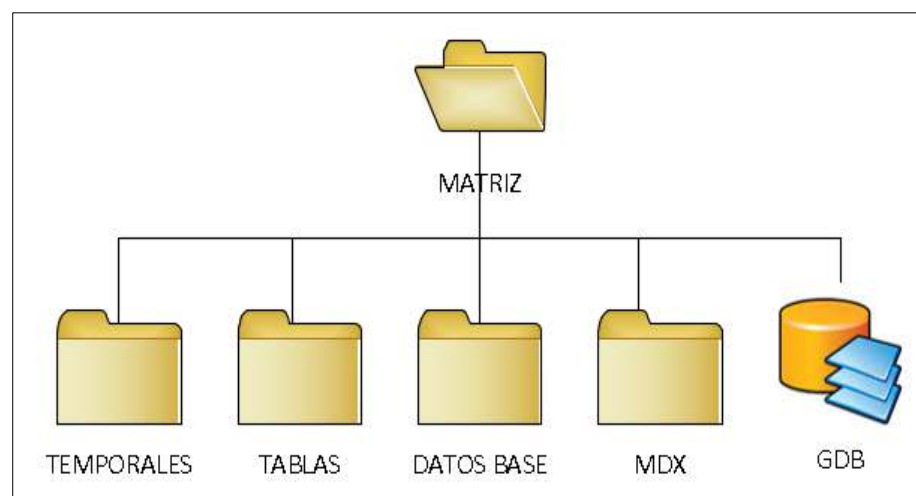 MATRIZ
TEMPORALES
TABLAS
DATOS BASE
MDX
GDB